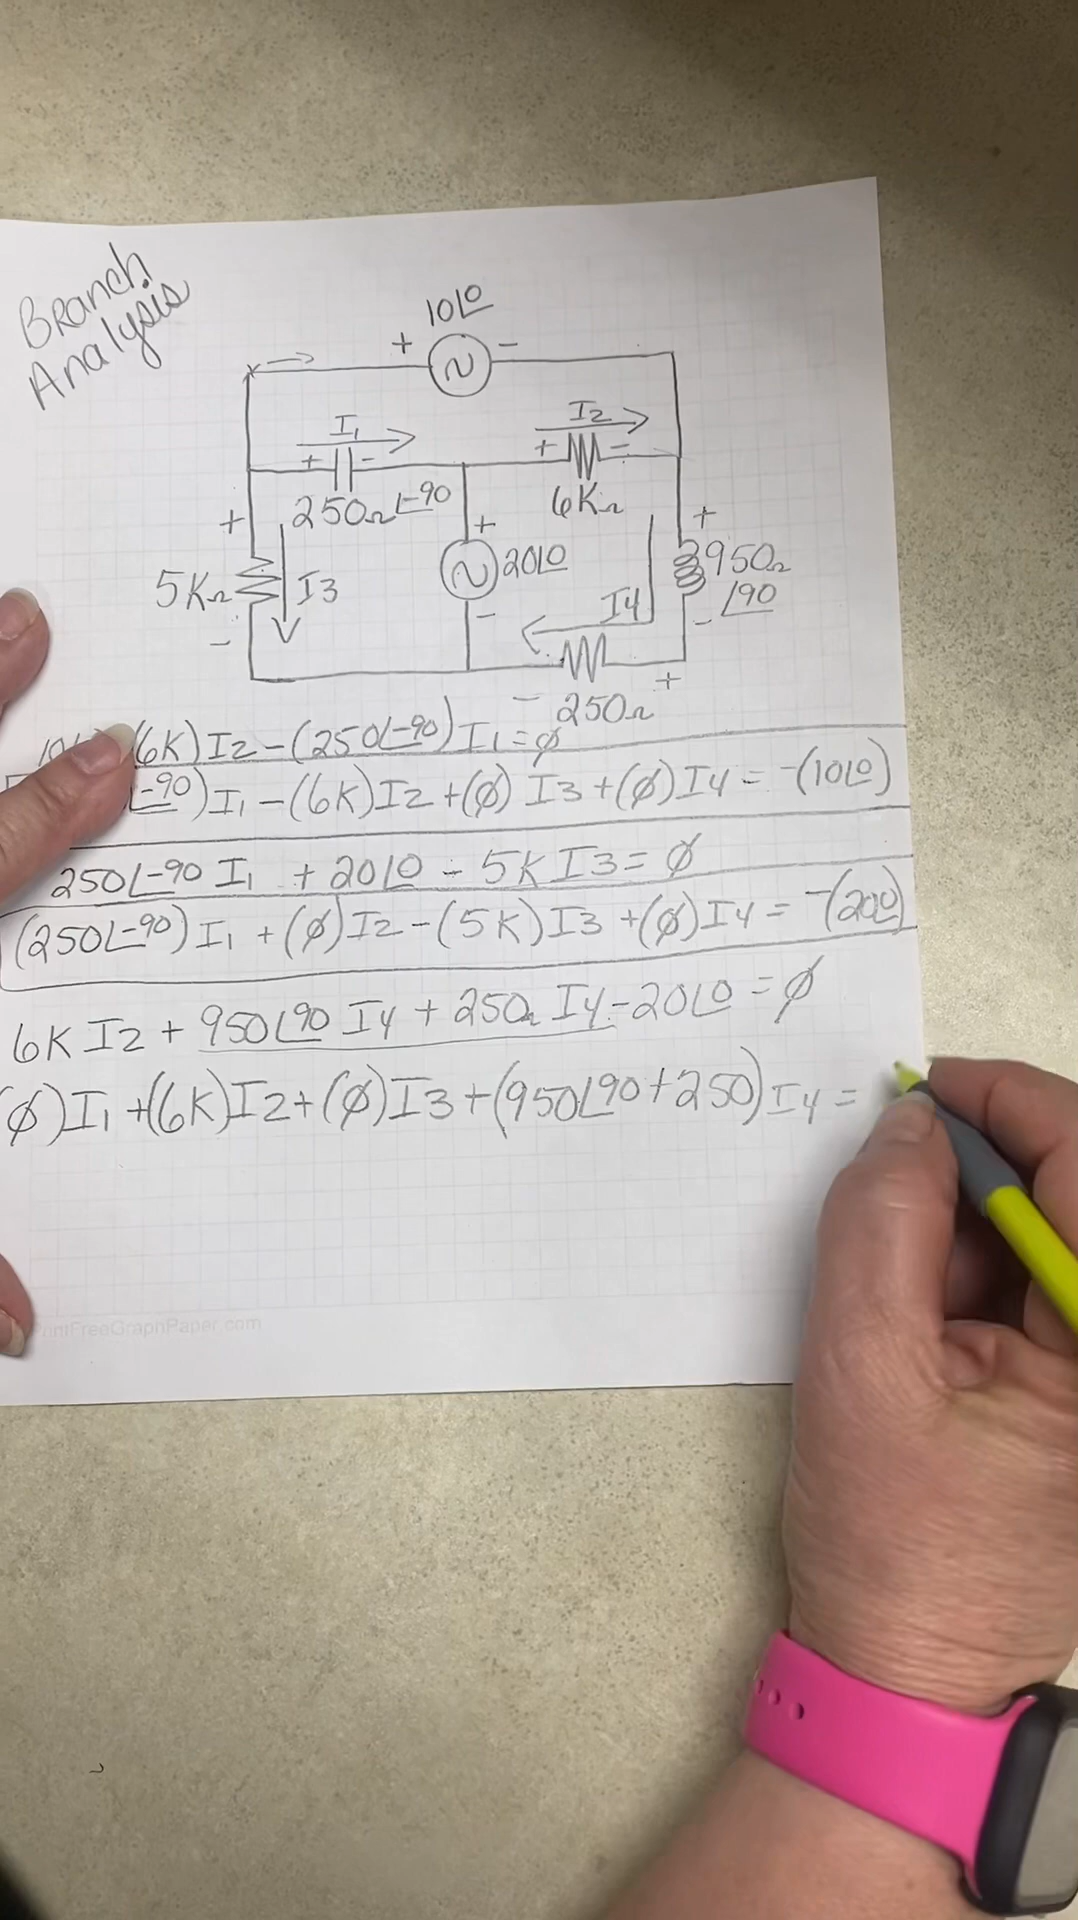 Branch
Analysis
10∠0
+ −
I1
+ −
250Ω∠-90
I2
+ −
6KΩ
+
5KΩ
−
I3
+
20∠0
−
I4
+
950Ω
∠90
−
− +
250Ω
(6K)I2-(250∠-90)I1=∅
∠-90)I1-(6K)I2+(∅)I3+(∅)I4=-(10∠0)
250∠-90 I1 + 20∠0 - 5K I3 = ∅
(250∠-90)I1+(∅)I2-(5K)I3+(∅)I4=-(20∠0)
6K I2 + 950∠90 I4 + 250Ω I4 - 20∠0 = ∅
∅)I1+(6K)I2+(∅)I3+(950∠90+250)I4=
PrintFreeGraphPaper.com